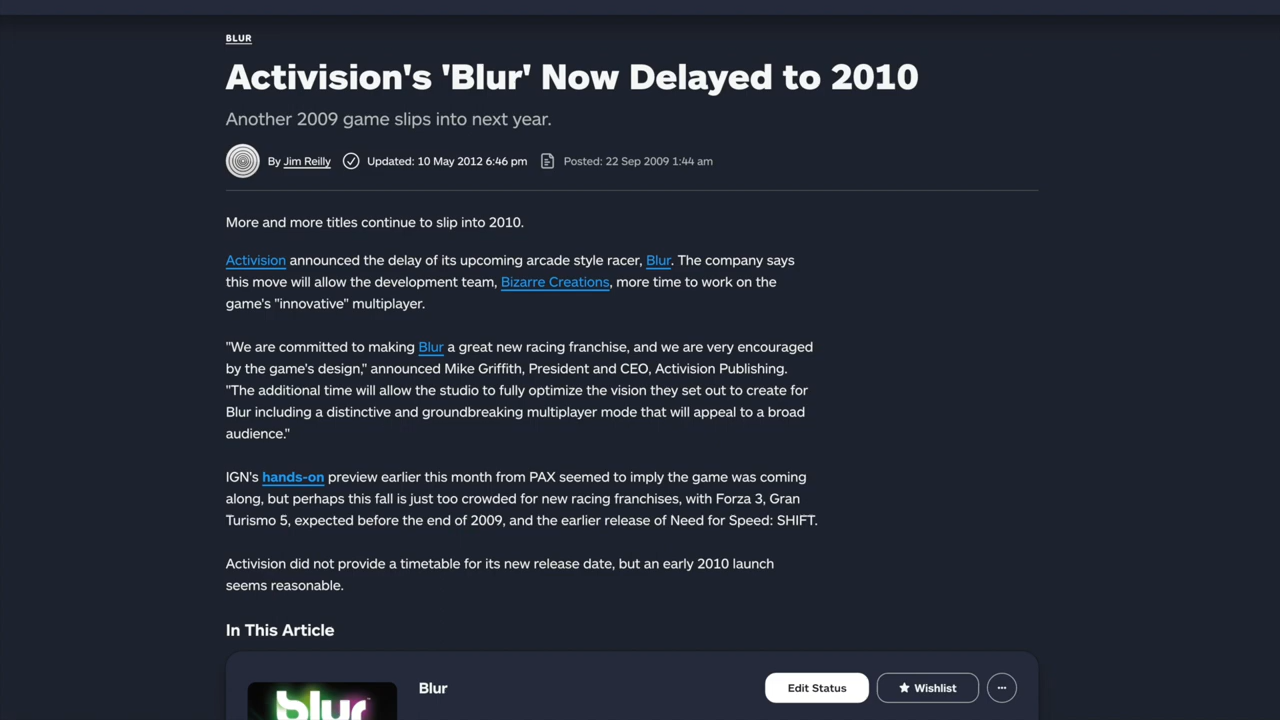 BLUR
Activision's 'Blur' Now Delayed to 2010
Another 2009 game slips into next year.
By Jim Reilly Updated: 10 May 2012 6:46 pm Posted: 22 Sep 2009 1:44 am
More and more titles continue to slip into 2010.
Activision announced the delay of its upcoming arcade style racer, Blur. The company says
this move will allow the development team, Bizarre Creations, more time to work on the
game's "innovative" multiplayer.
"We are committed to making Blur a great new racing franchise, and we are very encouraged
by the game's design," announced Mike Griffith, President and CEO, Activision Publishing.
"The additional time will allow the studio to fully optimize the vision they set out to create for
Blur including a distinctive and groundbreaking multiplayer mode that will appeal to a broad
audience."
IGN's hands-on preview earlier this month from PAX seemed to imply the game was coming
along, but perhaps this fall is just too crowded for new racing franchises, with Forza 3, Gran
Turismo 5, expected before the end of 2009, and the earlier release of Need for Speed: SHIFT.
Activision did not provide a timetable for its new release date, but an early 2010 launch
seems reasonable.
In This Article
blur
Blur
Edit Status
Wishlist